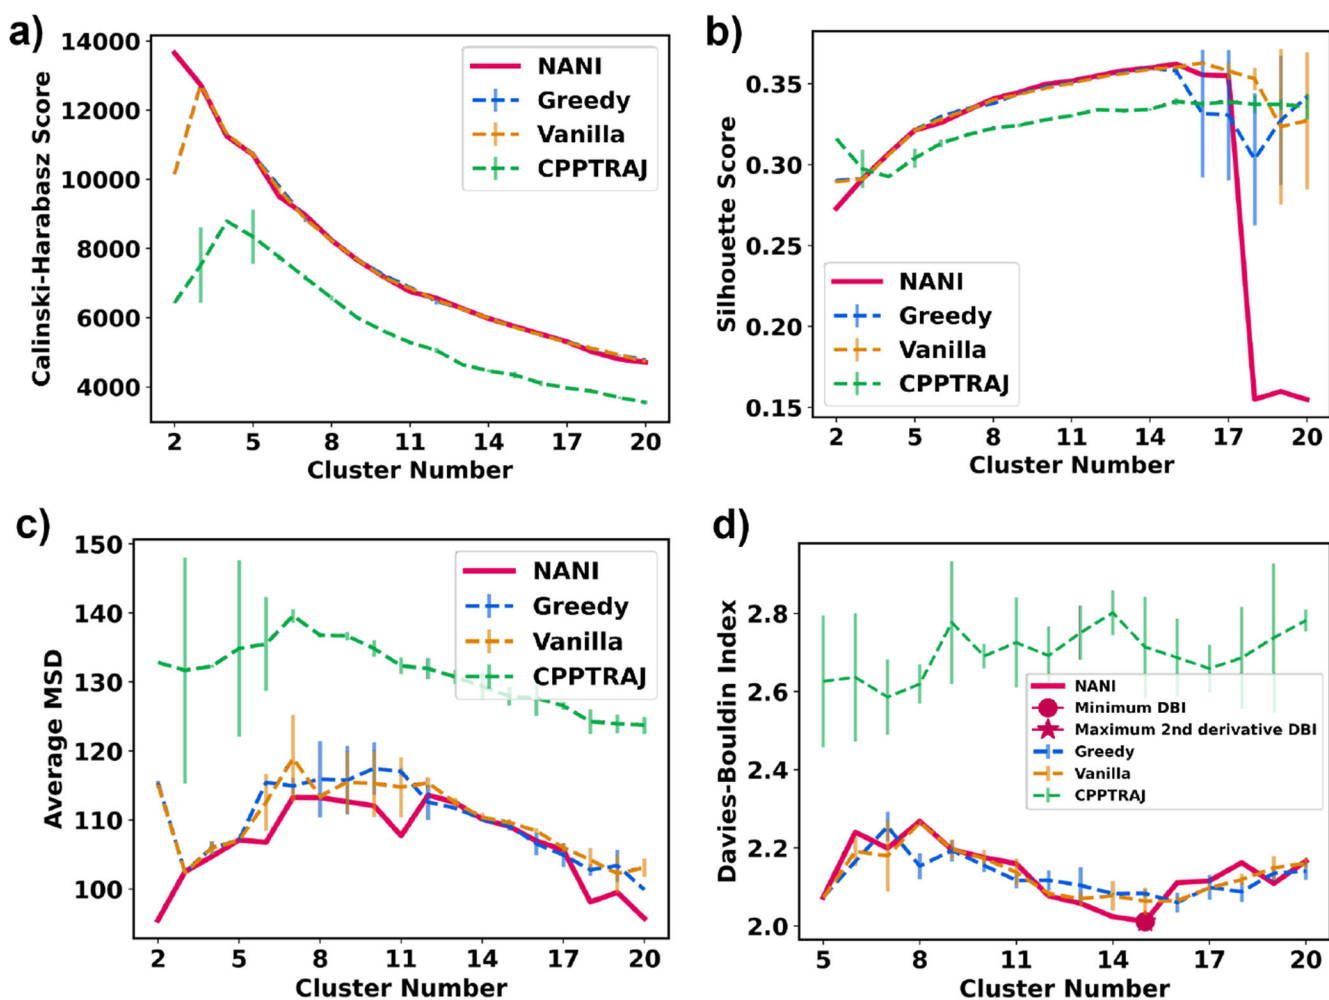 a)
14000
12000
10000
8000
6000
4000
Calinski-Harabasz Score
NANI
Greedy
Vanilla
CPPTRAJ
2 5 8 11 14 17 20
Cluster Number
b)
0.35
0.30
0.25
0.20
0.15
Silhouette Score
NANI
Greedy
Vanilla
CPPTRAJ
2 5 8 11 14 17 20
Cluster Number
c)
150
140
130
120
110
100
Average MSD
NANI
Greedy
Vanilla
CPPTRAJ
2 5 8 11 14 17 20
Cluster Number
d)
2.8
2.6
2.4
2.2
2.0
Davies-Bouldin Index
NANI
Minimum DBI
Maximum 2nd derivative DBI
Greedy
Vanilla
CPPTRAJ
5 8 11 14 17 20
Cluster Number